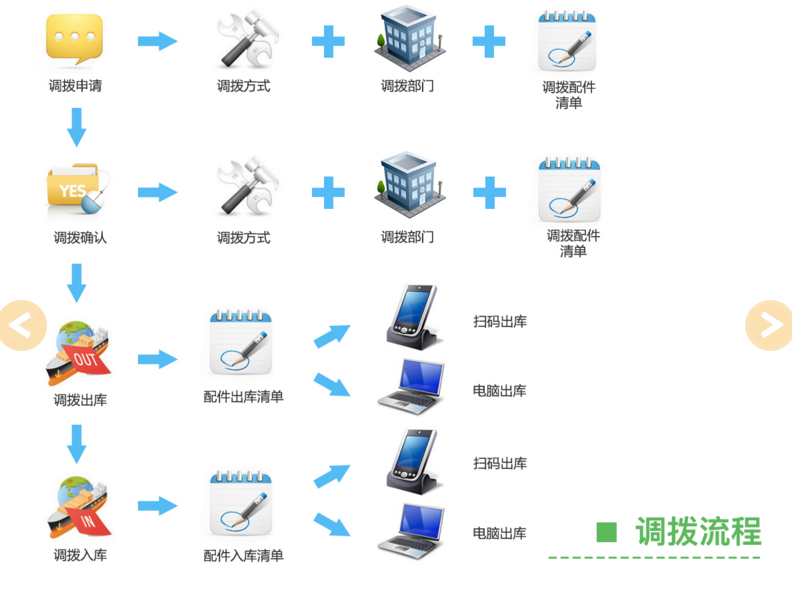 调拨申请
调拨方式
调拨部门
调拨配件
清单
YES
调拨确认
调拨方式
调拨部门
调拨配件
清单
OUT
调拨出库
配件出库清单
扫码出库
电脑出库
IN
调拨入库
配件入库清单
扫码出库
电脑出库
调拨流程